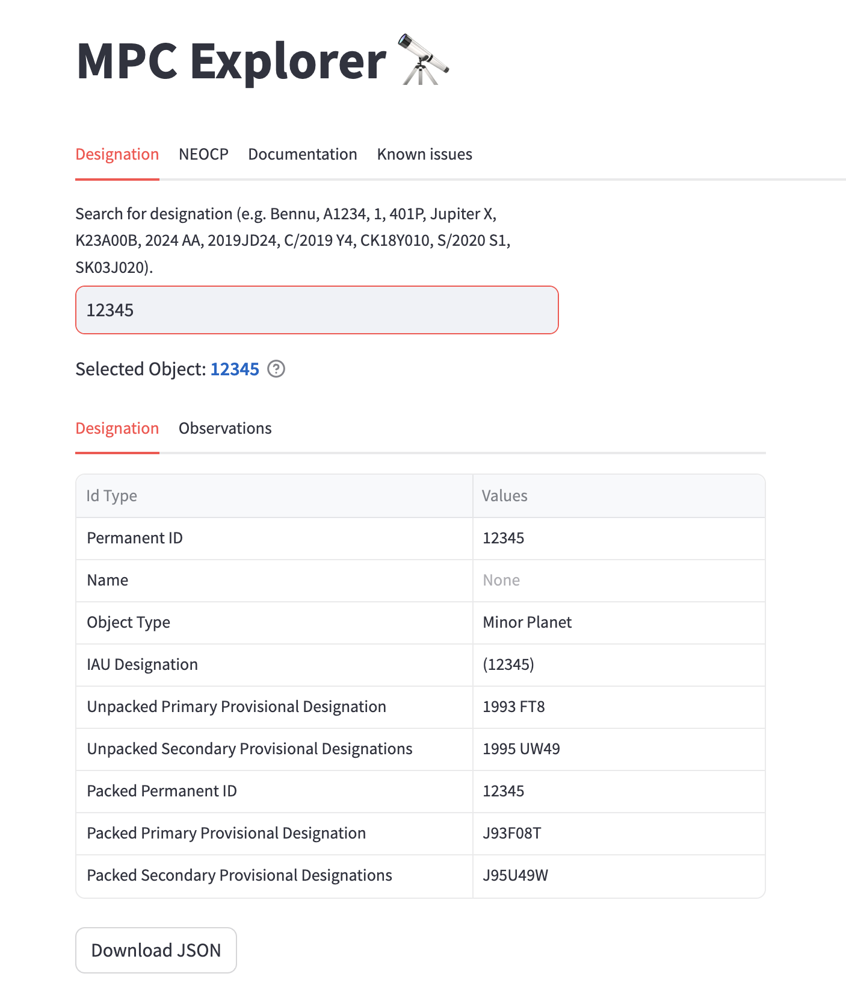 MPC Explorer
Designation NEOCP Documentation Known issues
Search for designation (e.g. Bennu, A1234, 1, 401P, Jupiter X,
K23A00B, 2024 AA, 2019JD24, C/2019 Y4, CK18Y010, S/2020 S1,
SK03J020).
12345
Selected Object: 12345 ?
Designation Observations
Id Type Values
Permanent ID 12345
Name None
Object Type Minor Planet
IAU Designation (12345)
Unpacked Primary Provisional Designation 1993 FT8
Unpacked Secondary Provisional Designations 1995 UW49
Packed Permanent ID 12345
Packed Primary Provisional Designation J93F08T
Packed Secondary Provisional Designations J95U49W
Download JSON